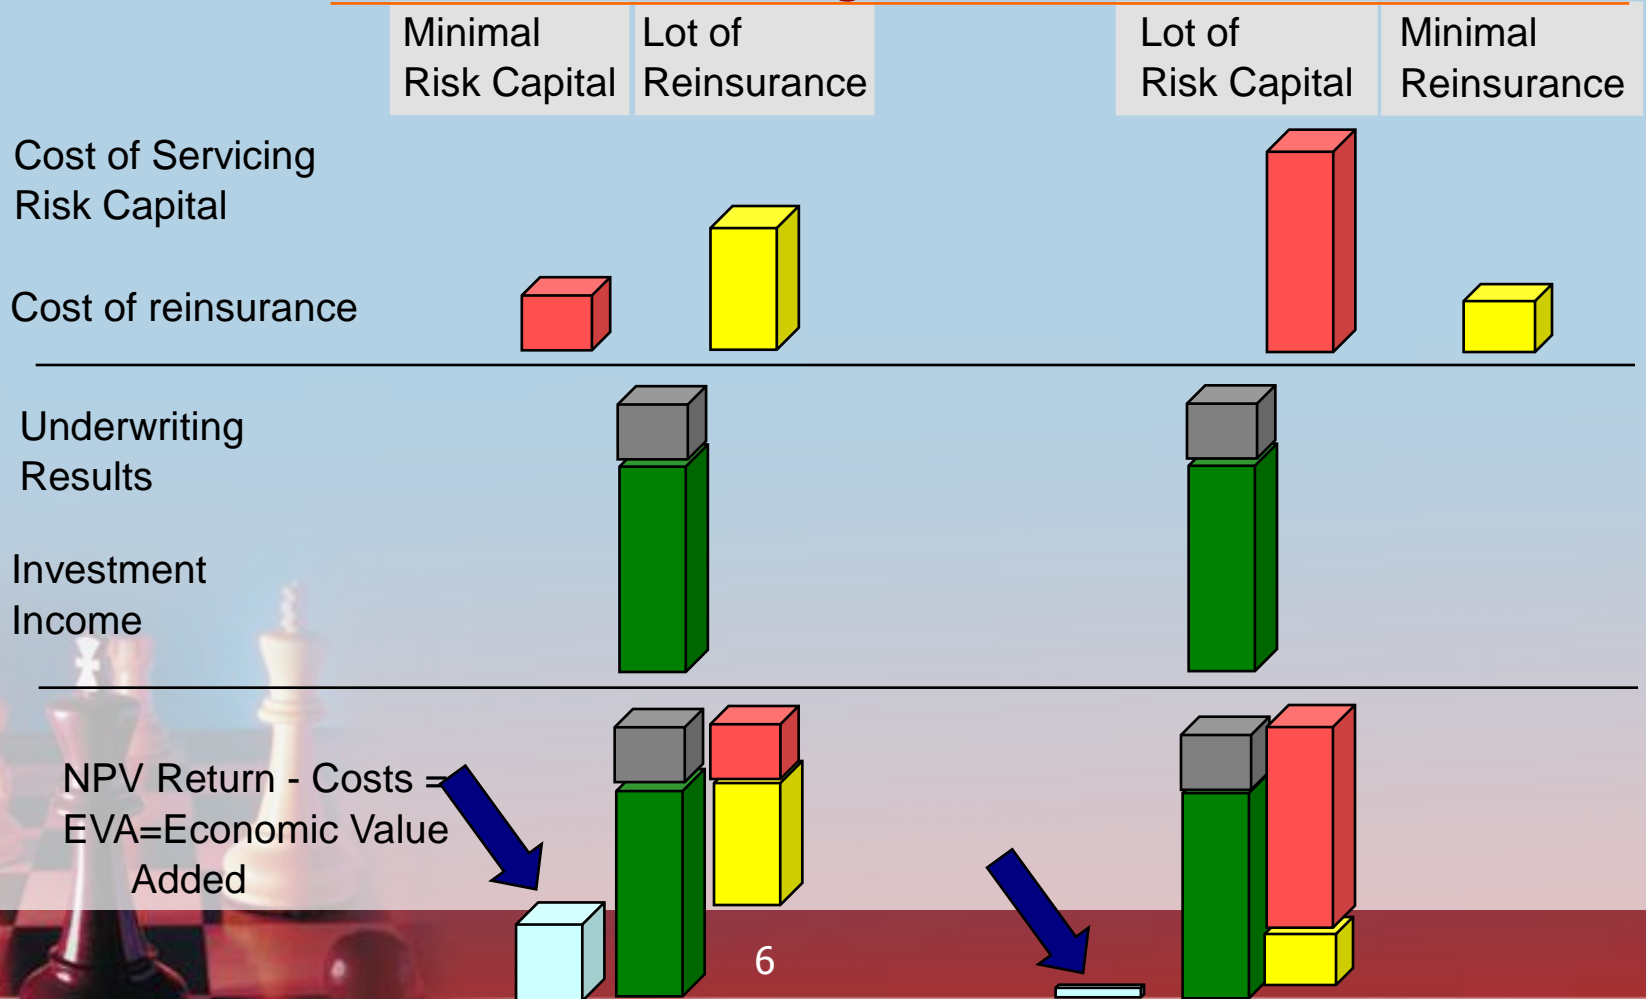 Minimal
Risk Capital
Lot of
Reinsurance
Lot of
Risk Capital
Minimal
Reinsurance
Cost of Servicing
Risk Capital
Cost of reinsurance
Underwriting
Results
Investment
Income
NPV Return - Costs =
EVA=Economic Value
Added
6